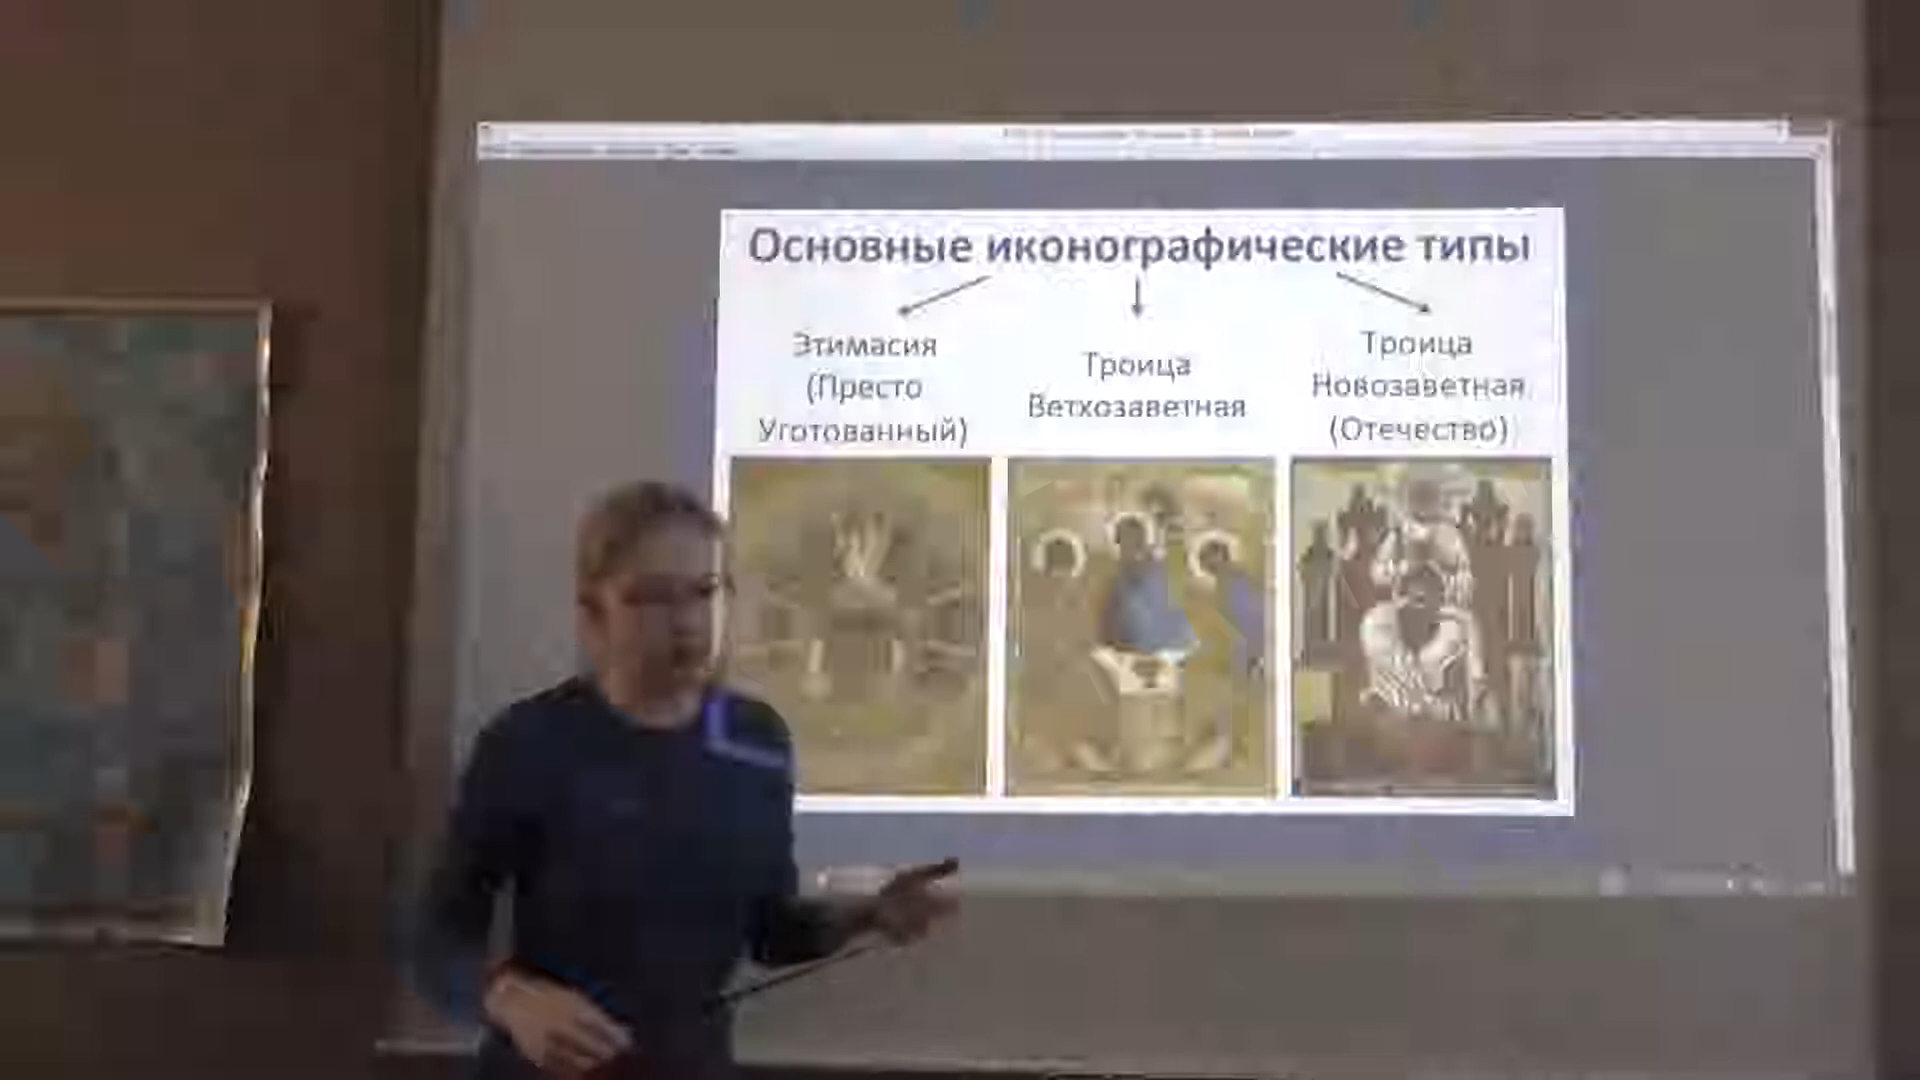 Основные иконографические типы
Этимасия
(Престо
Уготованный)
Троица
Ветхозаветная
Троица
Новозаветная
(Отечество)